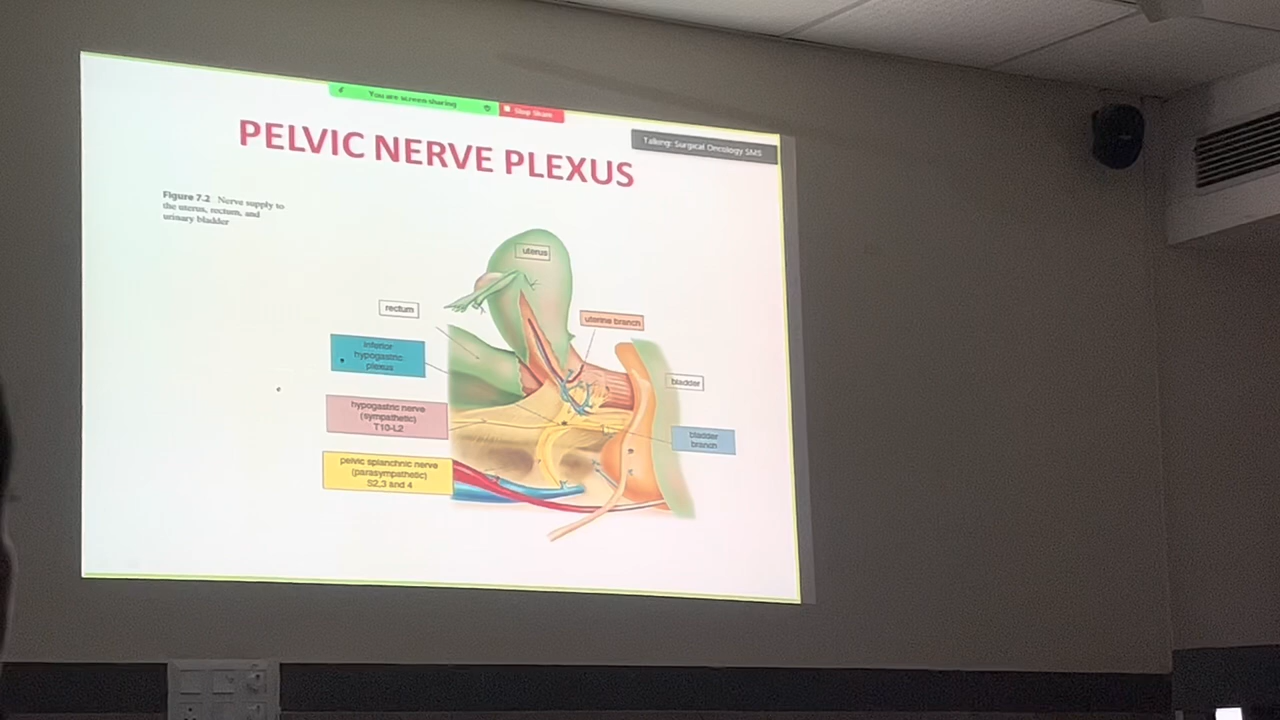 You are screen sharing
Stop Share
Talking: Surgical Oncology SMS
PELVIC NERVE PLEXUS
Figure 7.2 Nerve supply to
the uterus, rectum, and
urinary bladder
uterus
rectum
uterine branch
inferior
hypogastric
plexus
bladder
hypogastric nerve
(sympathetic)
T10-L2
bladder
branch
pelvic splanchnic nerve
(parasympathetic)
S2,3 and 4